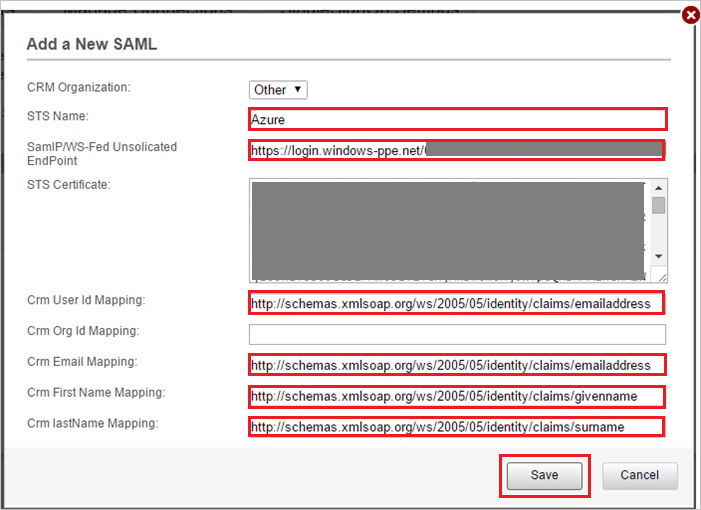 Add a New SAML
CRM Organization:
Other
STS Name:
Azure
SamlP/WS-Fed Unsolicated
EndPoint
https://login.windows-ppe.net/
STS Certificate:
Crm User Id Mapping:
http://schemas.xmlsoap.org/ws/2005/05/identity/claims/emailaddress
Crm Org Id Mapping:
Crm Email Mapping:
http://schemas.xmlsoap.org/ws/2005/05/identity/claims/emailaddress
Crm First Name Mapping:
http://schemas.xmlsoap.org/ws/2005/05/identity/claims/givenname
Crm lastName Mapping:
http://schemas.xmlsoap.org/ws/2005/05/identity/claims/surname
Save
Cancel